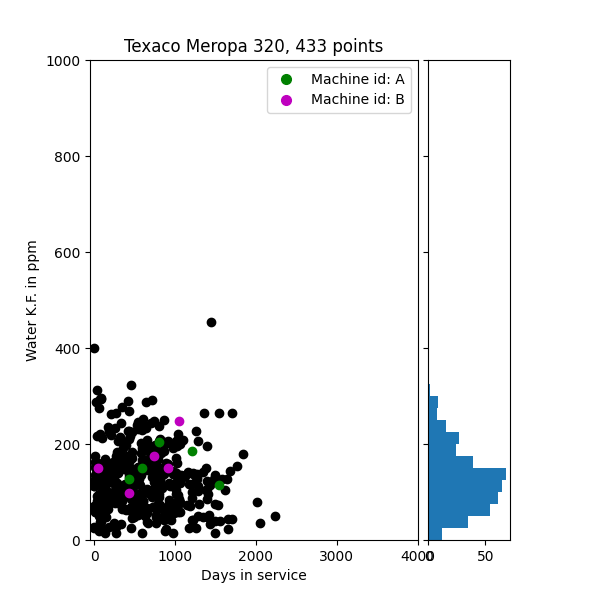 Texaco Meropa 320, 433 points
Machine id: A
Machine id: B
Water K.F. in ppm
1000
800
600
400
200
0
0 1000 2000 3000 4000
0 50
Days in service